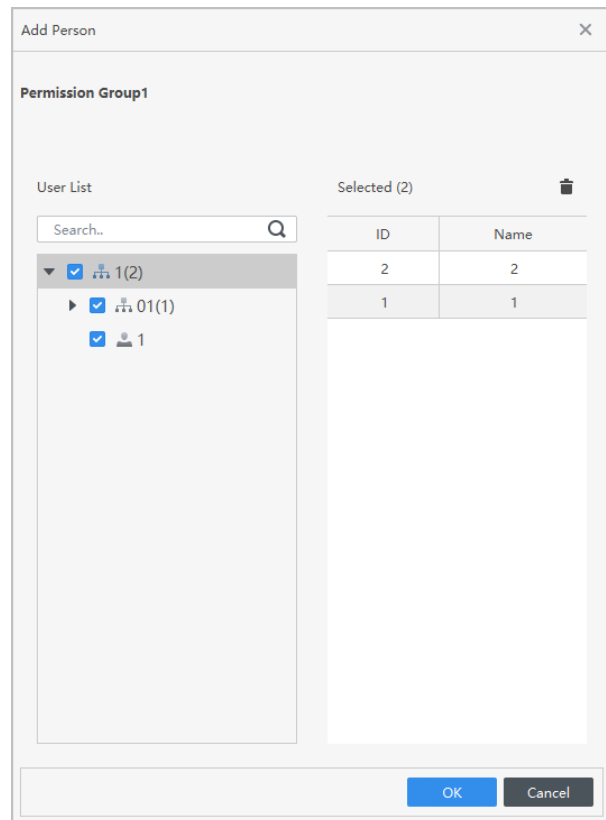 Add Person
Permission Group1
User List
Selected (2)
Search..
1(2)
01(1)
1
ID Name
2 2
1 1
OK Cancel